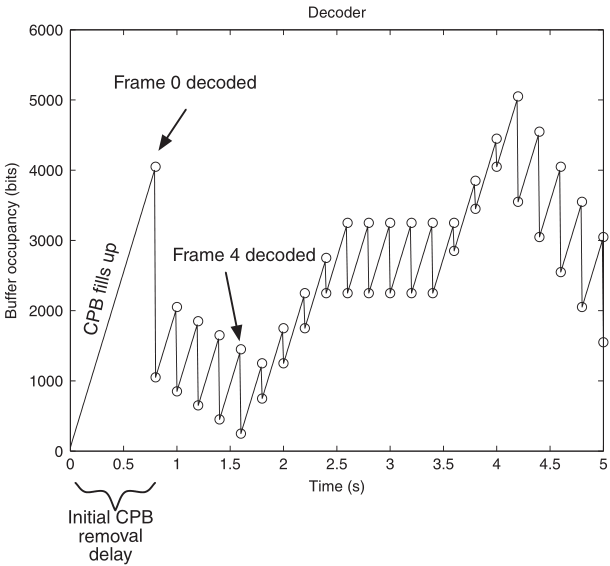 Decoder
6000
5000
4000
3000
2000
1000
0
Buffer occupancy (bits)
Frame 0 decoded
CPB fills up
Frame 4 decoded
0 0.5 1 1.5 2 2.5 3 3.5 4 4.5 5
Time (s)
Initial CPB
removal
delay